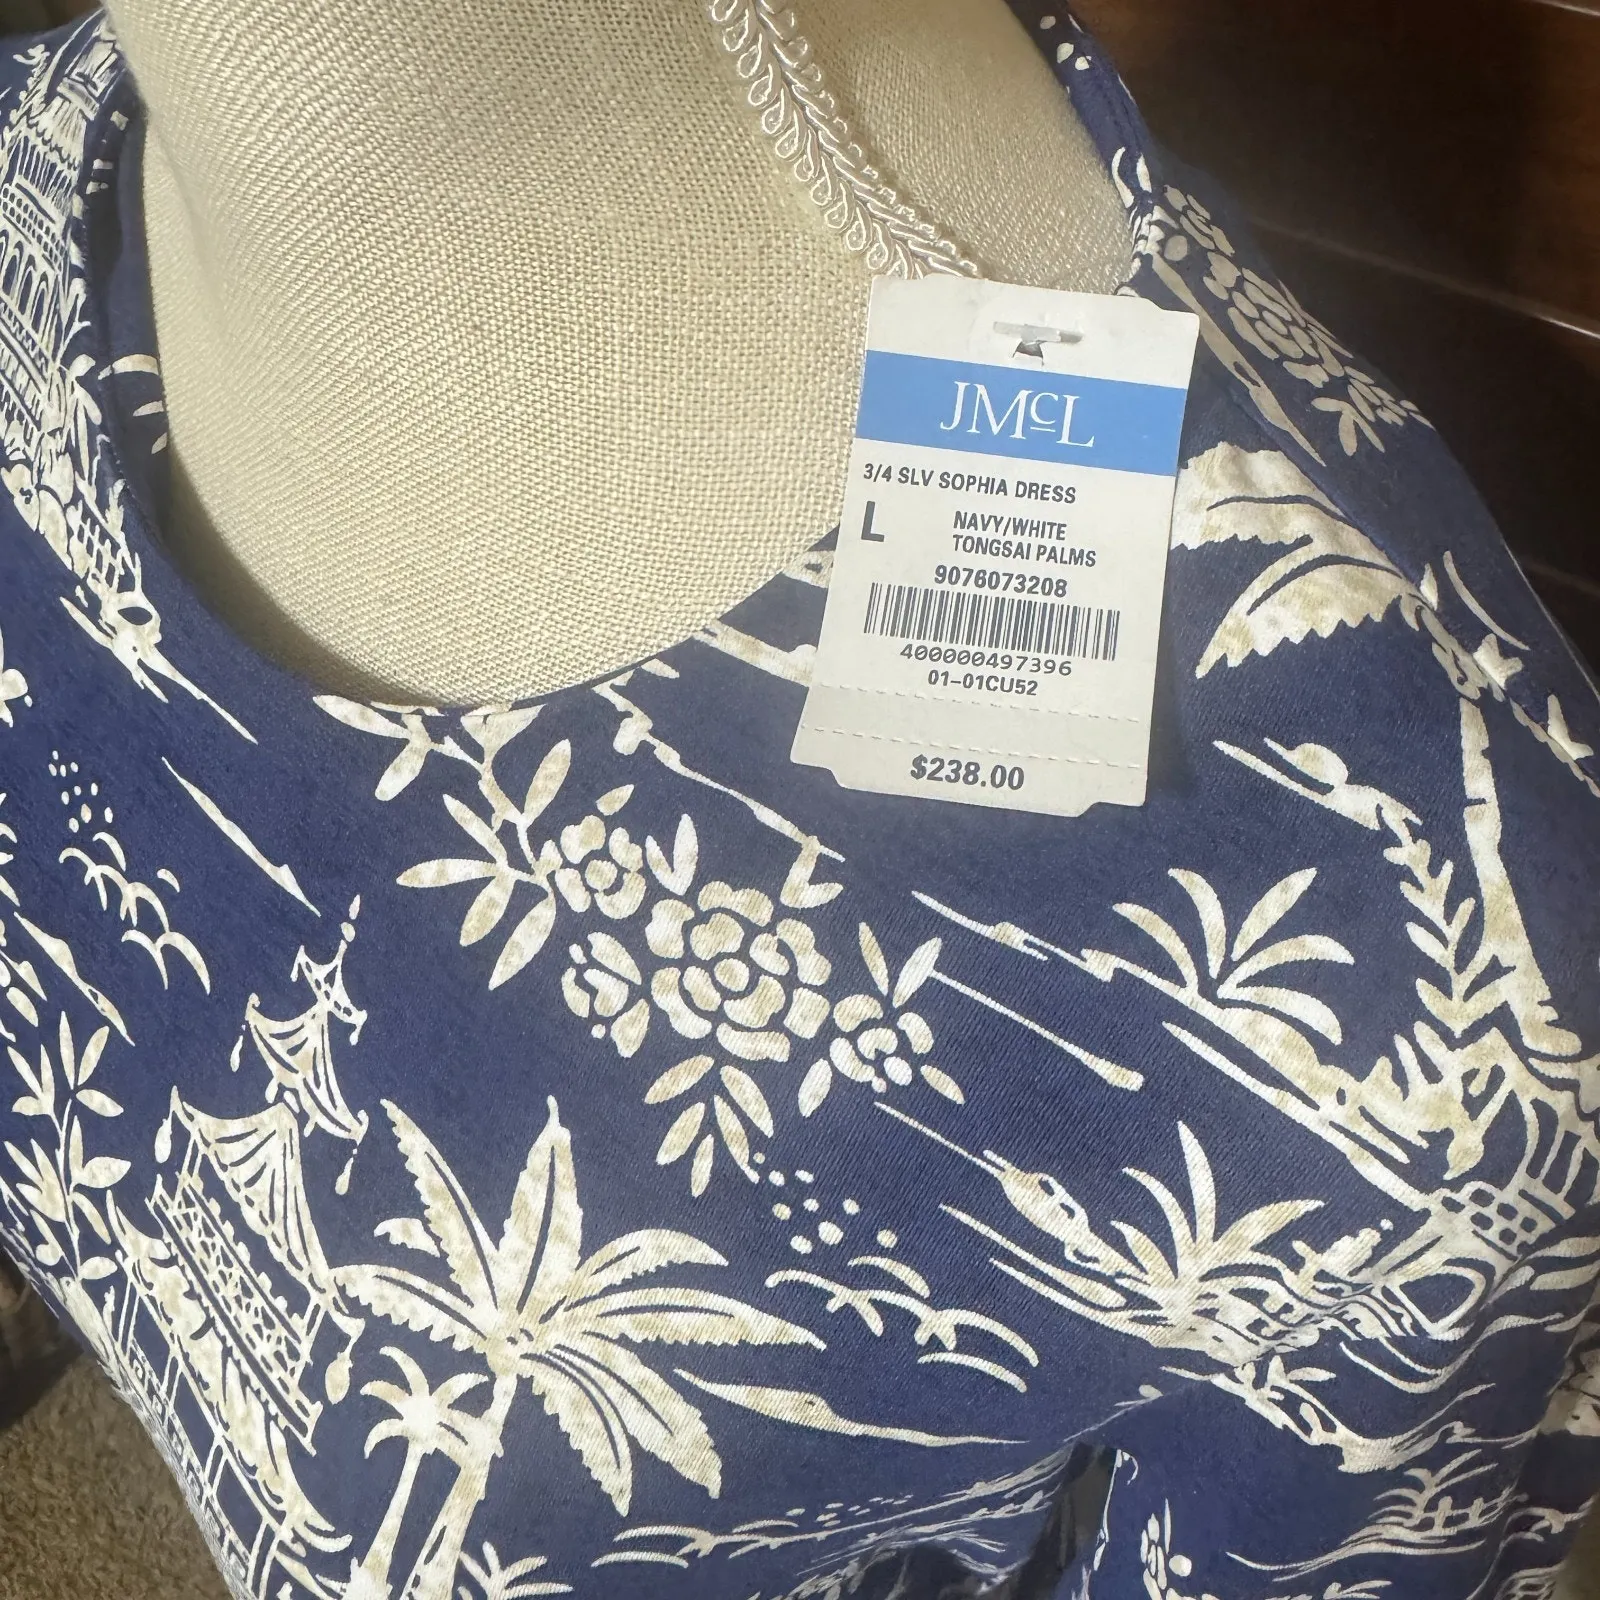 JMCL
3/4 SLV SOPHIA DRESS
L NAVY/WHITE
TONGSAI PALMS
9076073208
400000497396
01-01CU52
$238.00